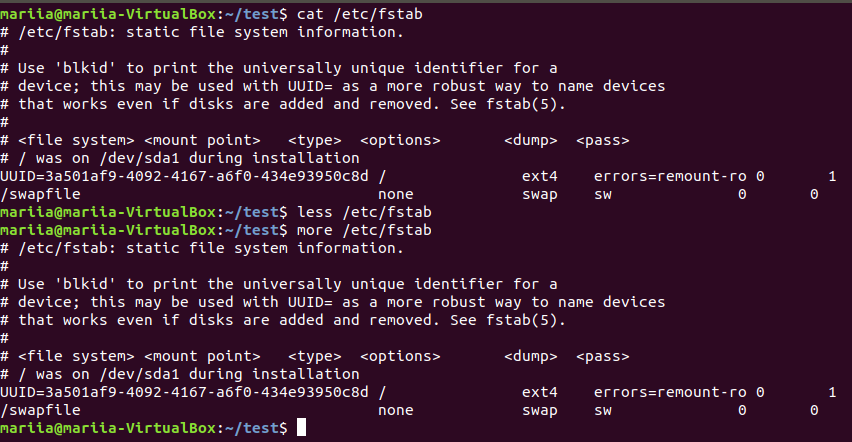 mariia@mariia-VirtualBox:~/test$ cat /etc/fstab
# /etc/fstab: static file system information.
#
# Use 'blkid' to print the universally unique identifier for a
# device; this may be used with UUID= as a more robust way to name devices
# that works even if disks are added and removed. See fstab(5).
#
# <file system> <mount point>   <type>  <options>       <dump>  <pass>
# / was on /dev/sda1 during installation
UUID=3a501af9-4092-4167-a6f0-434e93950c8d /               ext4    errors=remount-ro 0       1
/swapfile                                 none            swap    sw              0       0
mariia@mariia-VirtualBox:~/test$ less /etc/fstab
mariia@mariia-VirtualBox:~/test$ more /etc/fstab
# /etc/fstab: static file system information.
#
# Use 'blkid' to print the universally unique identifier for a
# device; this may be used with UUID= as a more robust way to name devices
# that works even if disks are added and removed. See fstab(5).
#
# <file system> <mount point>   <type>  <options>       <dump>  <pass>
# / was on /dev/sda1 during installation
UUID=3a501af9-4092-4167-a6f0-434e93950c8d /               ext4    errors=remount-ro 0       1
/swapfile                                 none            swap    sw              0       0
mariia@mariia-VirtualBox:~/test$